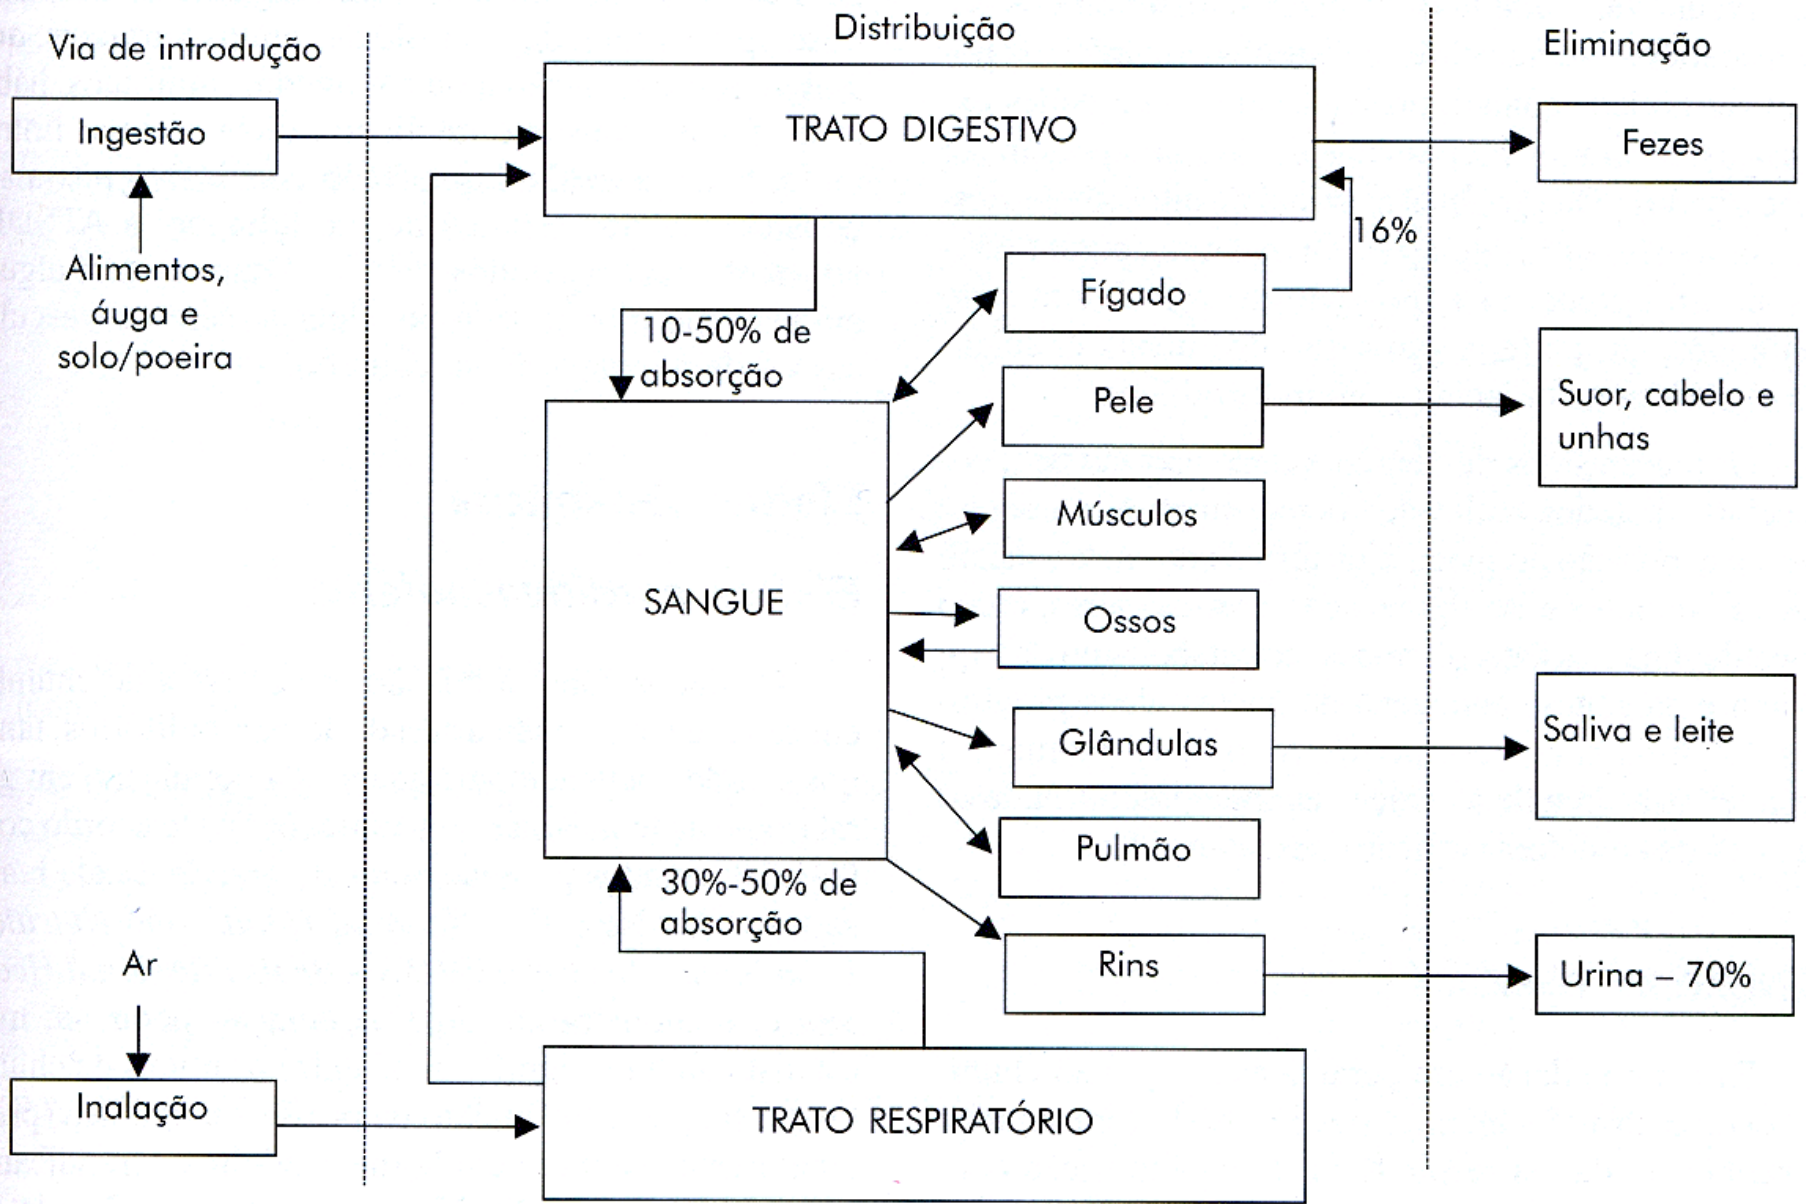 Via de introdução
Distribuição
Eliminação
Ingestão
TRATO DIGESTIVO
Fezes
Alimentos,
áuga e
solo/poeira
16%
10-50% de
absorção
Fígado
Pele
Suor, cabelo e
unhas
Músculos
SANGUE
Ossos
Glândulas
Saliva e leite
Pulmão
30%-50% de
absorção
Rins
Urina – 70%
Ar
Inalação
TRATO RESPIRATÓRIO